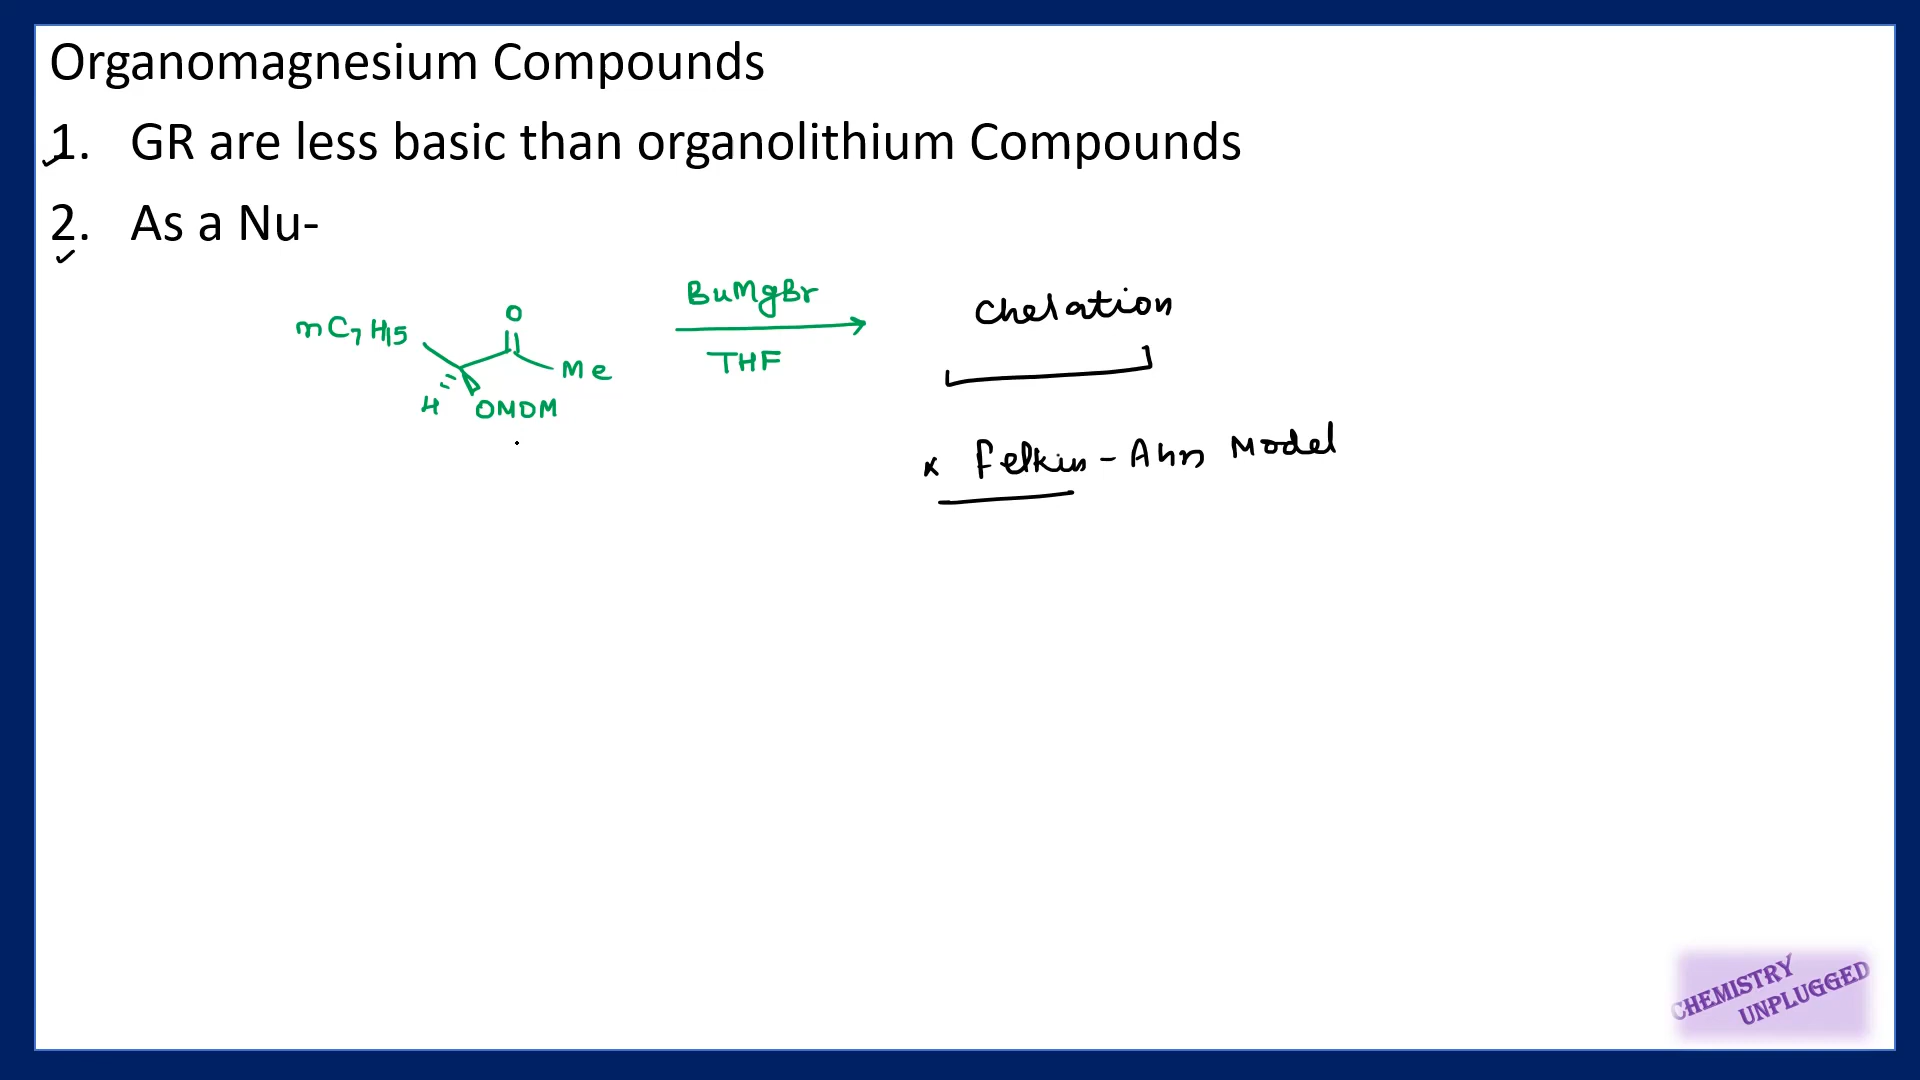 Organomagnesium Compounds
1. GR are less basic than organolithium Compounds
2. As a Nu-
BuMgBr
Chelation
O
nC7H15
THF
Me
H
OMOM
x Felkin-Ahn Model
CHEMISTRY
UNPLUGGED